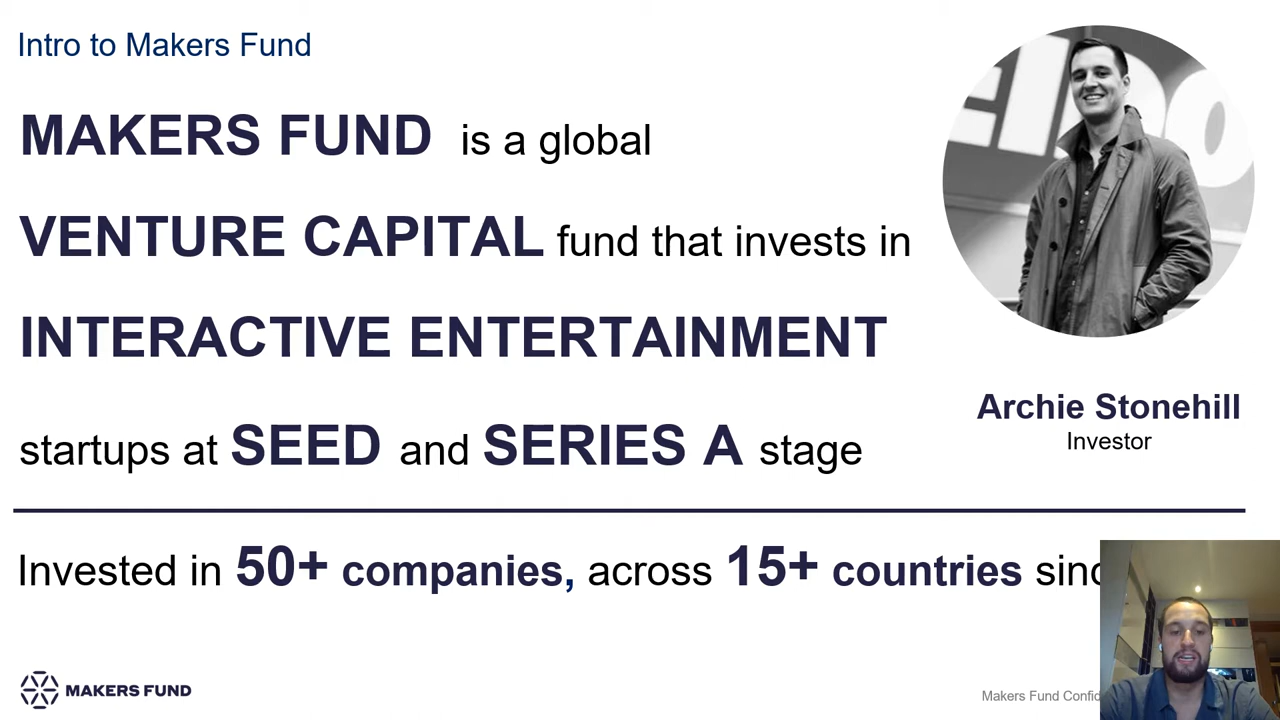 Intro to Makers Fund
MAKERS FUND is a global
VENTURE CAPITAL fund that invests in
INTERACTIVE ENTERTAINMENT
startups at SEED and SERIES A stage
Archie Stonehill
Investor
Invested in 50+ companies, across 15+ countries
MAKERS FUND
Makers Fund